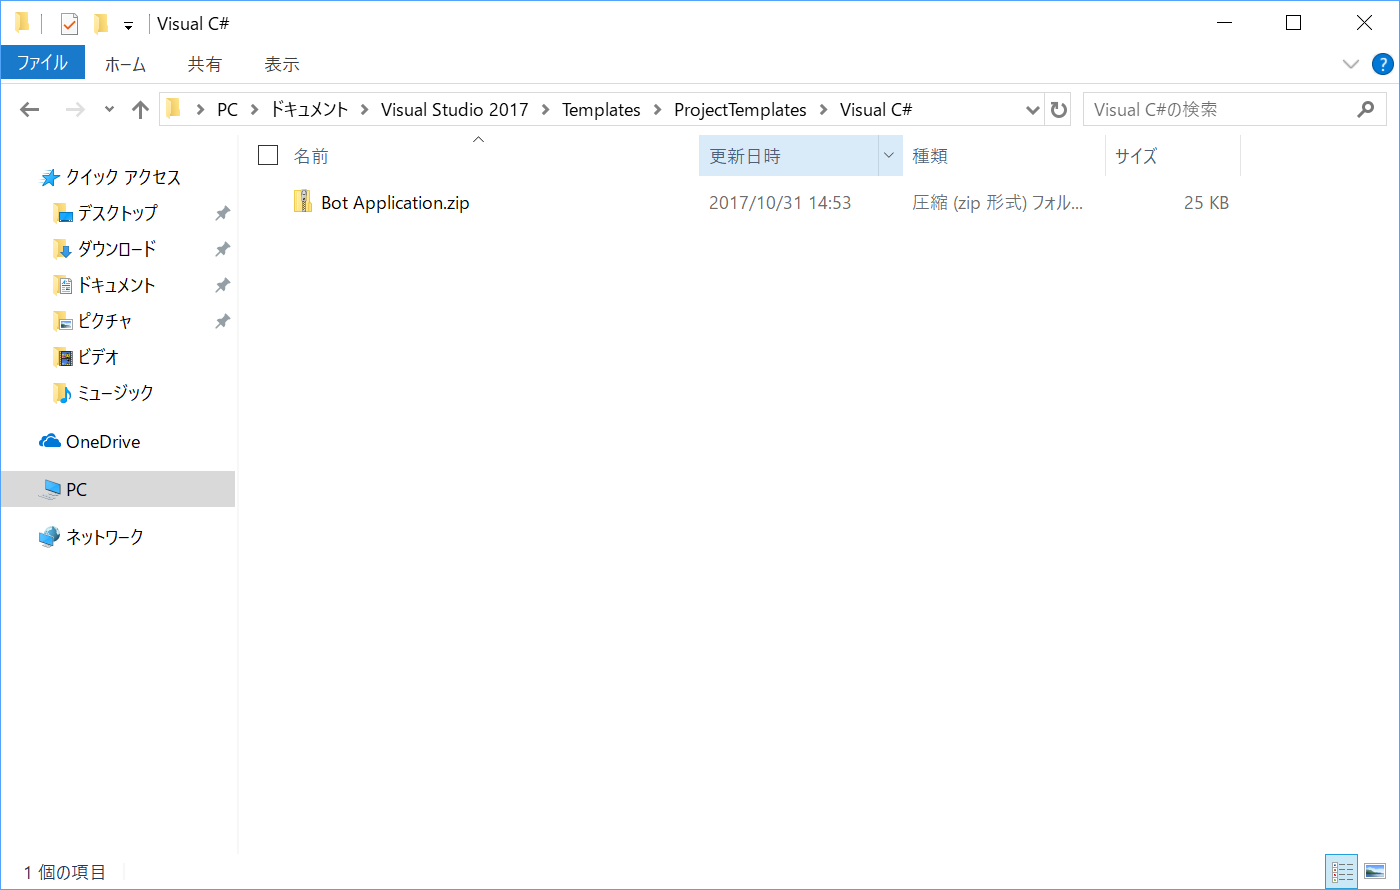 Visual C#
ファイル ホーム 共有 表示
PC ドキュメント Visual Studio 2017 Templates ProjectTemplates Visual C# Visual C#の検索
名前 更新日時 種類 サイズ
Bot Application.zip 2017/10/31 14:53 圧縮 (zip 形式) フォル... 25 KB
クイック アクセス
デスクトップ
ダウンロード
ドキュメント
ピクチャ
ビデオ
ミュージック
OneDrive
PC
ネットワーク
1 個の項目